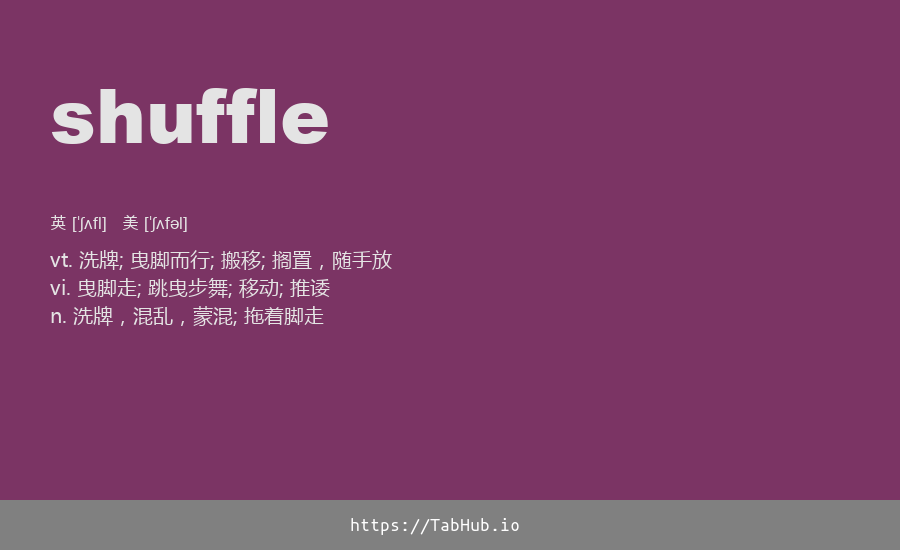 shuffle
英 [ˈʃʌfl] 美 [ˈʃʌfəl]
vt. 洗牌; 曳脚而行; 搬移; 搁置，随手放
vi. 曳脚走; 跳曳步舞; 移动; 推诿
n. 洗牌，混乱，蒙混; 拖着脚走
https://TabHub.io